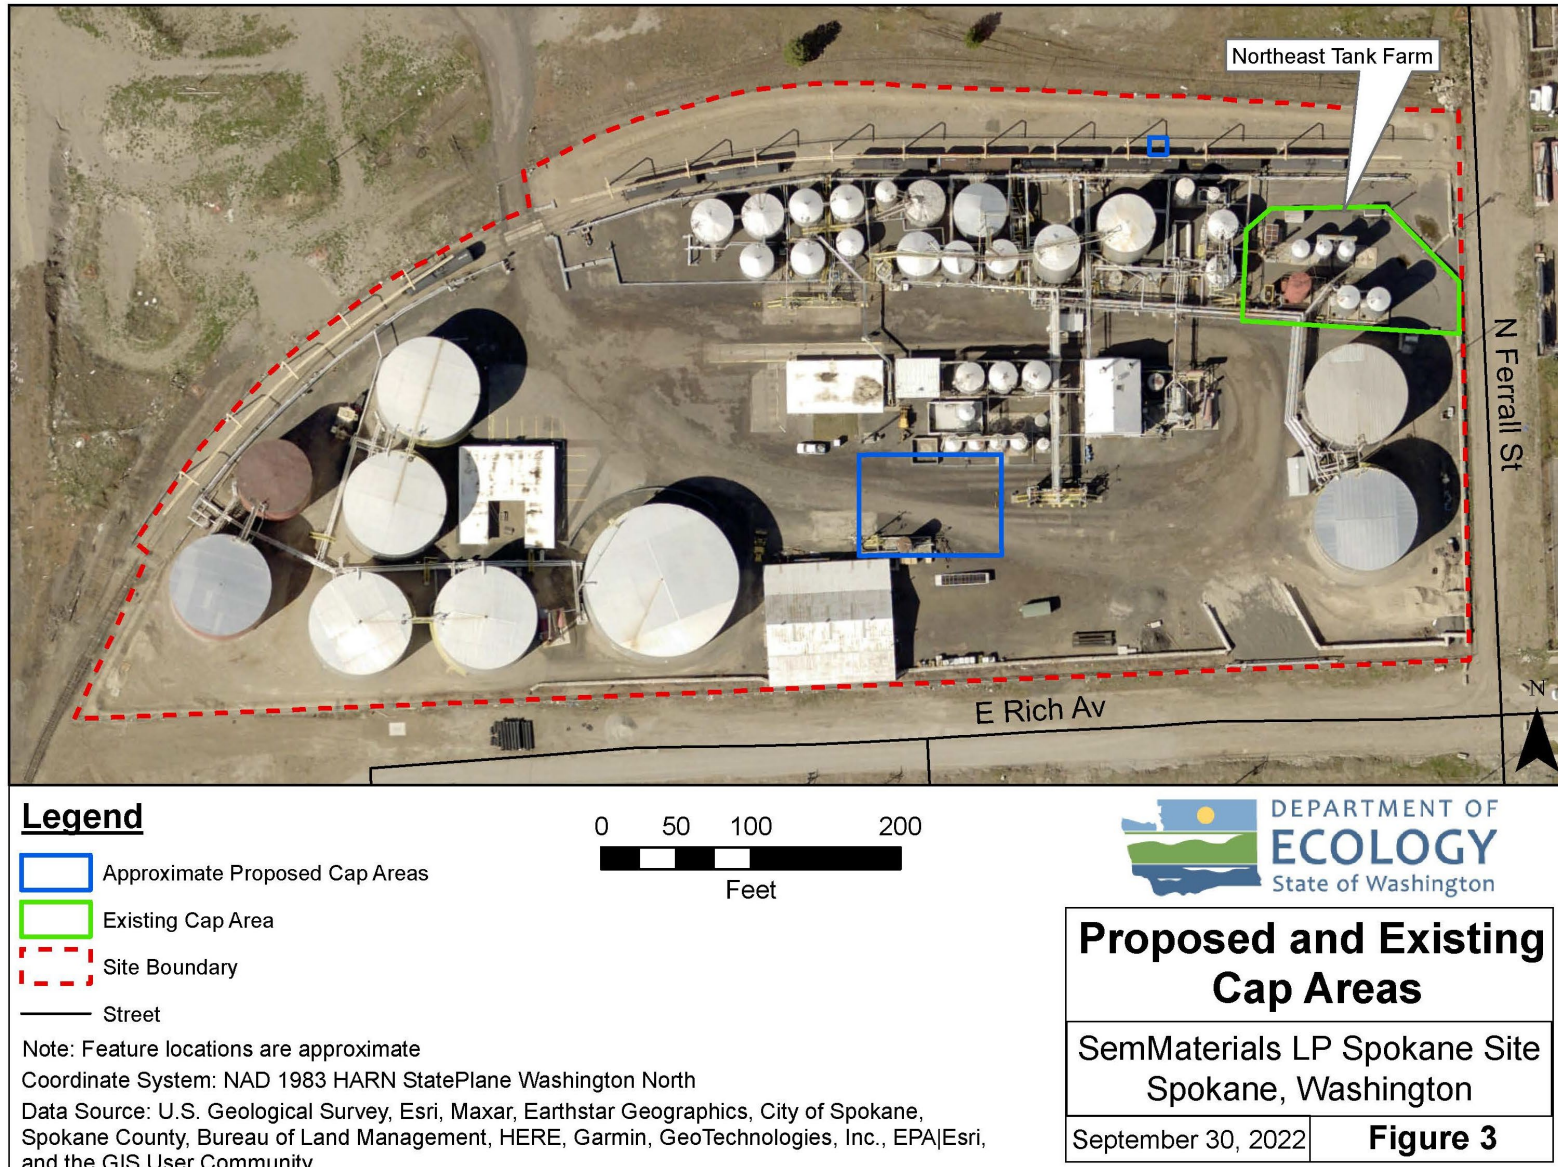 Northeast Tank Farm
N Ferrall St
E Rich Av
N
Legend
Approximate Proposed Cap Areas
Existing Cap Area
Site Boundary
Street
Note: Feature locations are approximate
Coordinate System: NAD 1983 HARN StatePlane Washington North
Data Source: U.S. Geological Survey, Esri, Maxar, Earthstar Geographics, City of Spokane,
Spokane County, Bureau of Land Management, HERE, Garmin, GeoTechnologies, Inc., EPA|Esri,
and the GIS User Community
0 50 100 200
Feet
DEPARTMENT OF
ECOLOGY
State of Washington
Proposed and Existing
Cap Areas
SemMaterials LP Spokane Site
Spokane, Washington
September 30, 2022
Figure 3